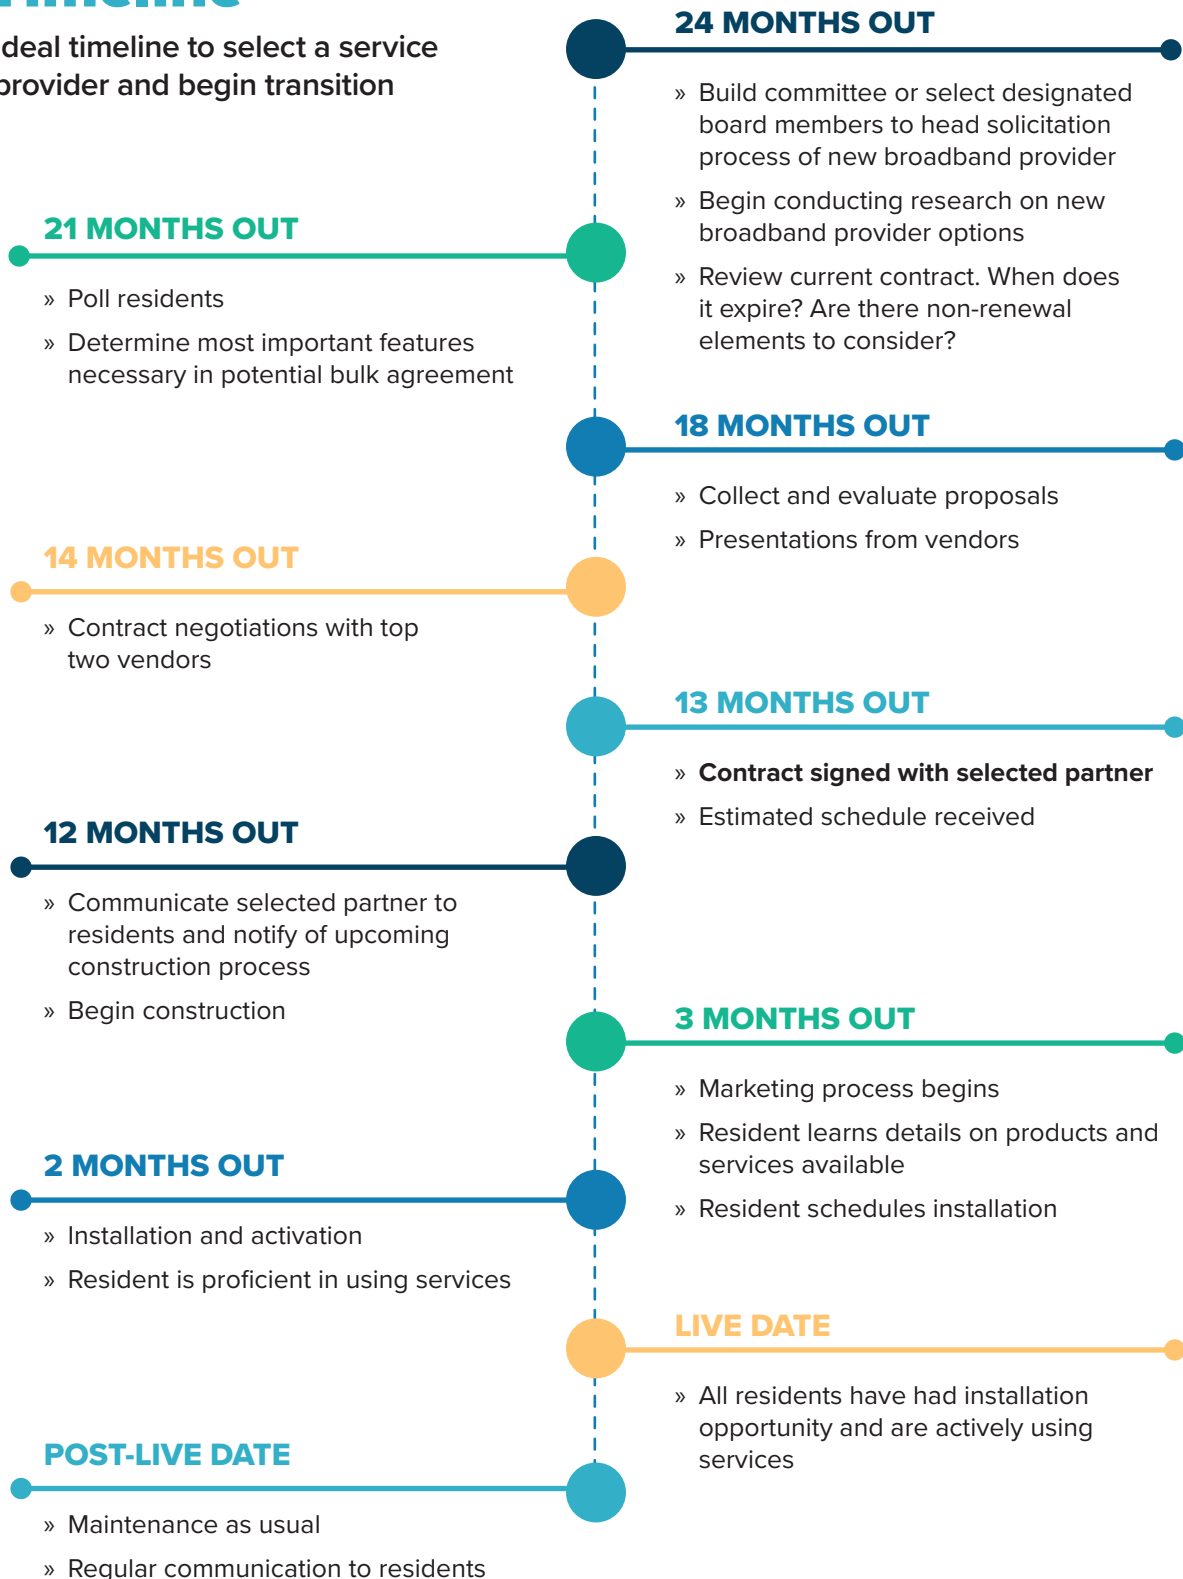 Timeline
deal timeline to select a service
provider and begin transition
24 MONTHS OUT
» Build committee or select designated
board members to head solicitation
process of new broadband provider
» Begin conducting research on new
broadband provider options
» Review current contract. When does
it expire? Are there non-renewal
elements to consider?
21 MONTHS OUT
» Poll residents
» Determine most important features
necessary in potential bulk agreement
18 MONTHS OUT
» Collect and evaluate proposals
» Presentations from vendors
14 MONTHS OUT
» Contract negotiations with top
two vendors
13 MONTHS OUT
» Contract signed with selected partner
» Estimated schedule received
12 MONTHS OUT
» Communicate selected partner to
residents and notify of upcoming
construction process
» Begin construction
3 MONTHS OUT
» Marketing process begins
» Resident learns details on products and
services available
» Resident schedules installation
2 MONTHS OUT
» Installation and activation
» Resident is proficient in using services
LIVE DATE
» All residents have had installation
opportunity and are actively using
services
POST-LIVE DATE
» Maintenance as usual
» Regular communication to residents